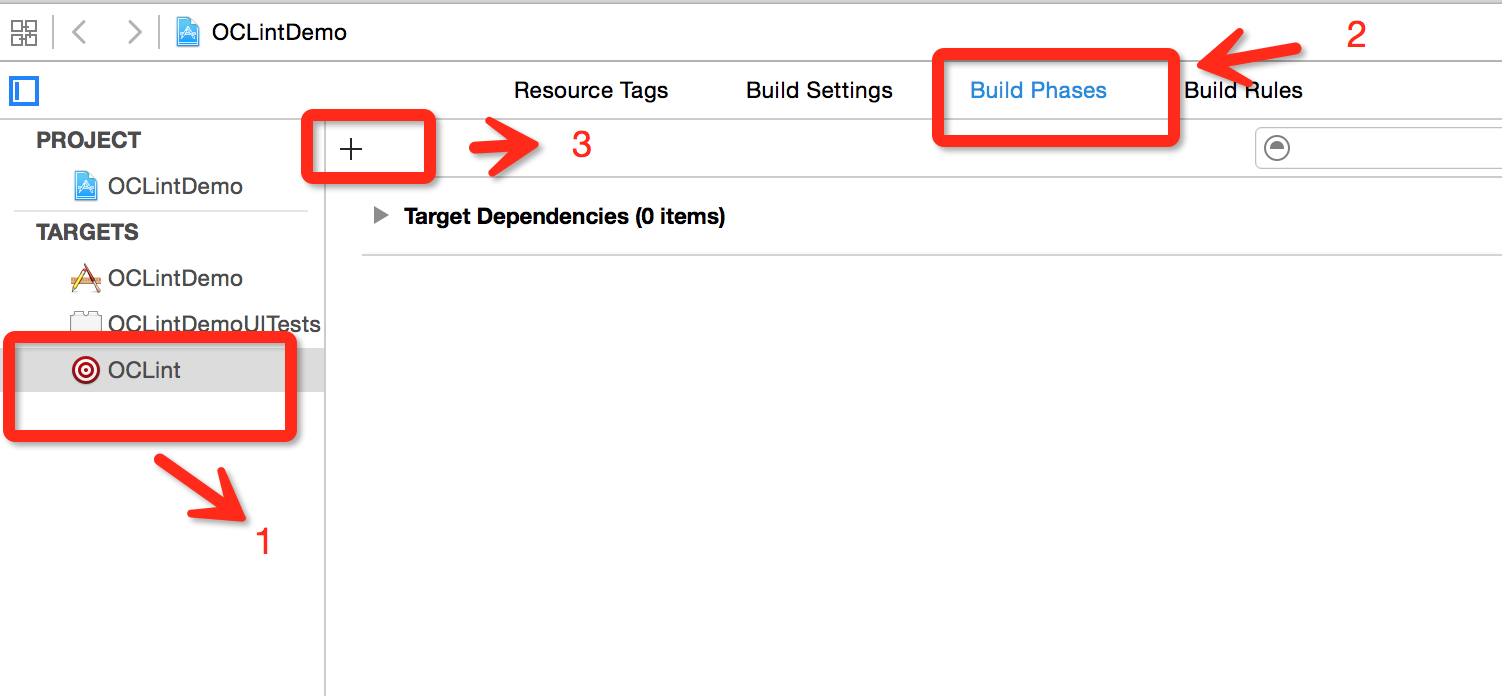 OCLintDemo
2
Resource Tags
Build Settings
Build Phases
Build Rules
PROJECT
+
3
OCLintDemo
Target Dependencies (0 items)
TARGETS
OCLintDemo
OCLintDemoUITests
OCLint
1